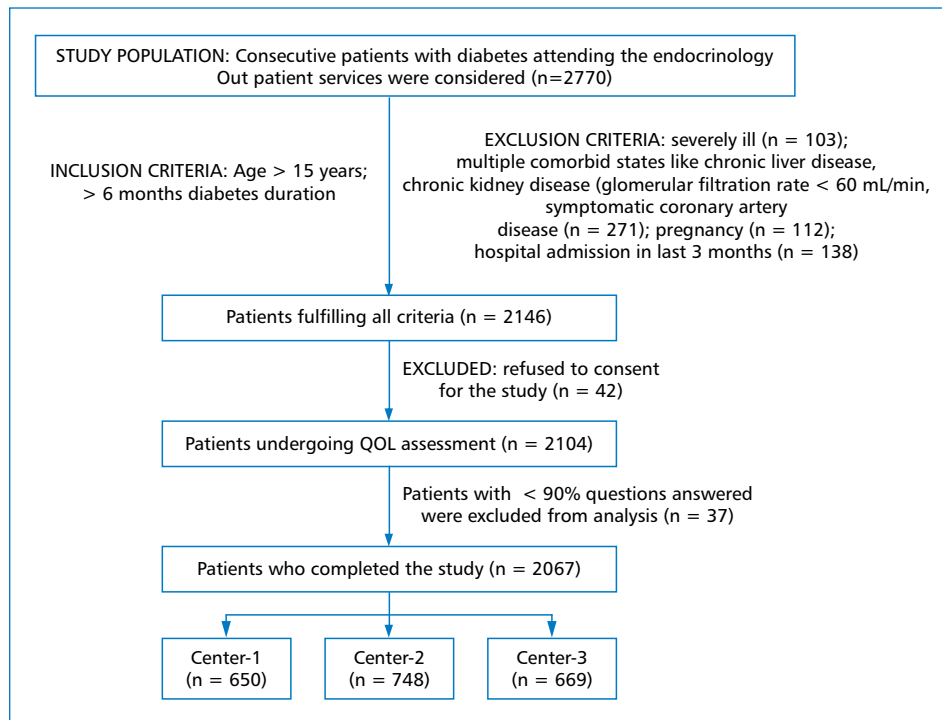 STUDY POPULATION: Consecutive patients with diabetes attending the endocrinology
Out patient services were considered (n=2770)
INCLUSION CRITERIA: Age > 15 years;
> 6 months diabetes duration
EXCLUSION CRITERIA: severely ill (n = 103);
multiple comorbid states like chronic liver disease,
chronic kidney disease (glomerular filtration rate < 60 mL/min,
symptomatic coronary artery
disease (n = 271); pregnancy (n = 112);
hospital admission in last 3 months (n = 138)
Patients fulfilling all criteria (n = 2146)
EXCLUDED: refused to consent
for the study (n = 42)
Patients undergoing QOL assessment (n = 2104)
Patients with < 90% questions answered
were excluded from analysis (n = 37)
Patients who completed the study (n = 2067)
Center-1
(n = 650)
Center-2
(n = 748)
Center-3
(n = 669)